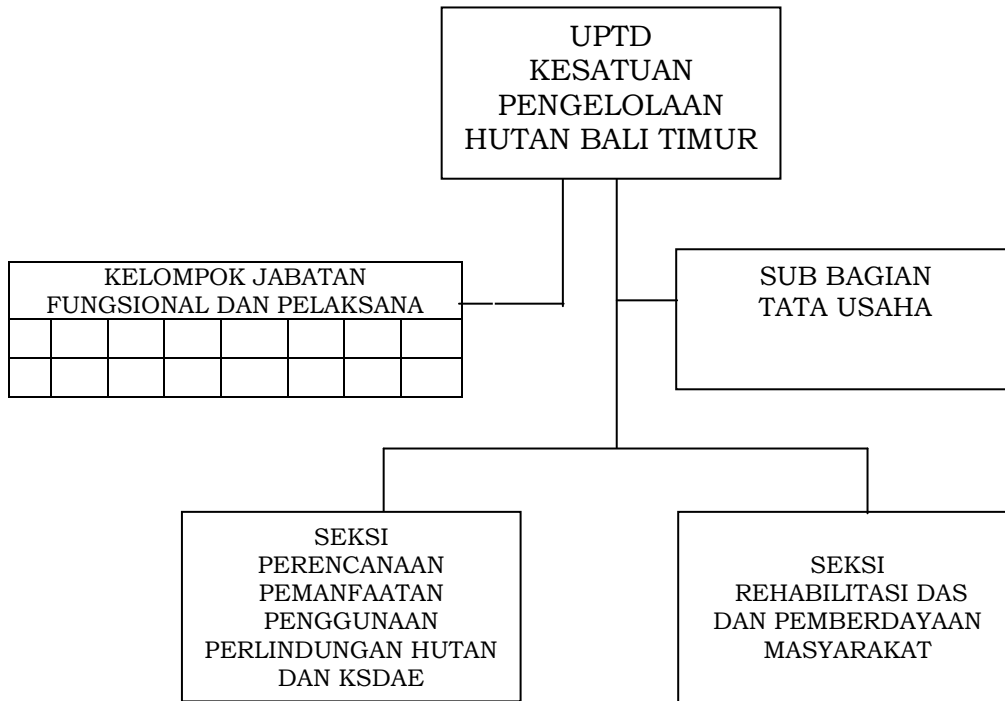 UPTD
KESATUAN
PENGELOLAAN
HUTAN BALI TIMUR
KELOMPOK JABATAN
FUNGSIONAL DAN PELAKSANA
SUB BAGIAN
TATA USAHA
SEKSI
PERENCANAAN
PEMANFAATAN
PENGGUNAAN
PERLINDUNGAN HUTAN
DAN KSDAE
SEKSI
REHABILITASI DAS
DAN PEMBERDAYAAN
MASYARAKAT